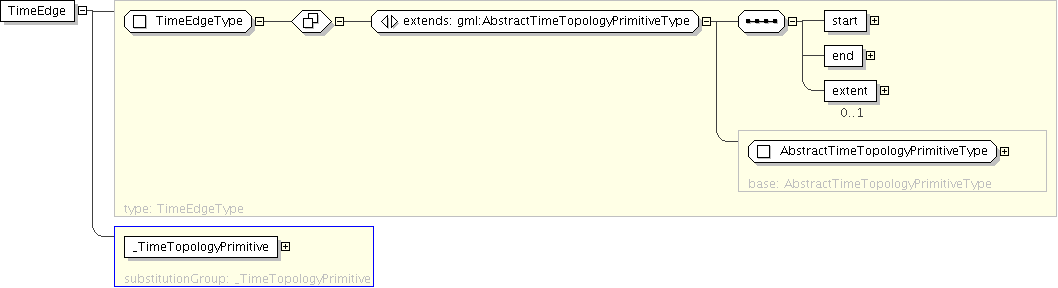 TimeEdge
TimeEdgeType
extends: gml:AbstractTimeTopologyPrimitiveType
start
end
extent
0..1
AbstractTimeTopologyPrimitiveType
base: AbstractTimeTopologyPrimitiveType
type: TimeEdgeType
_TimeTopologyPrimitive
substitutionGroup: _TimeTopologyPrimitive